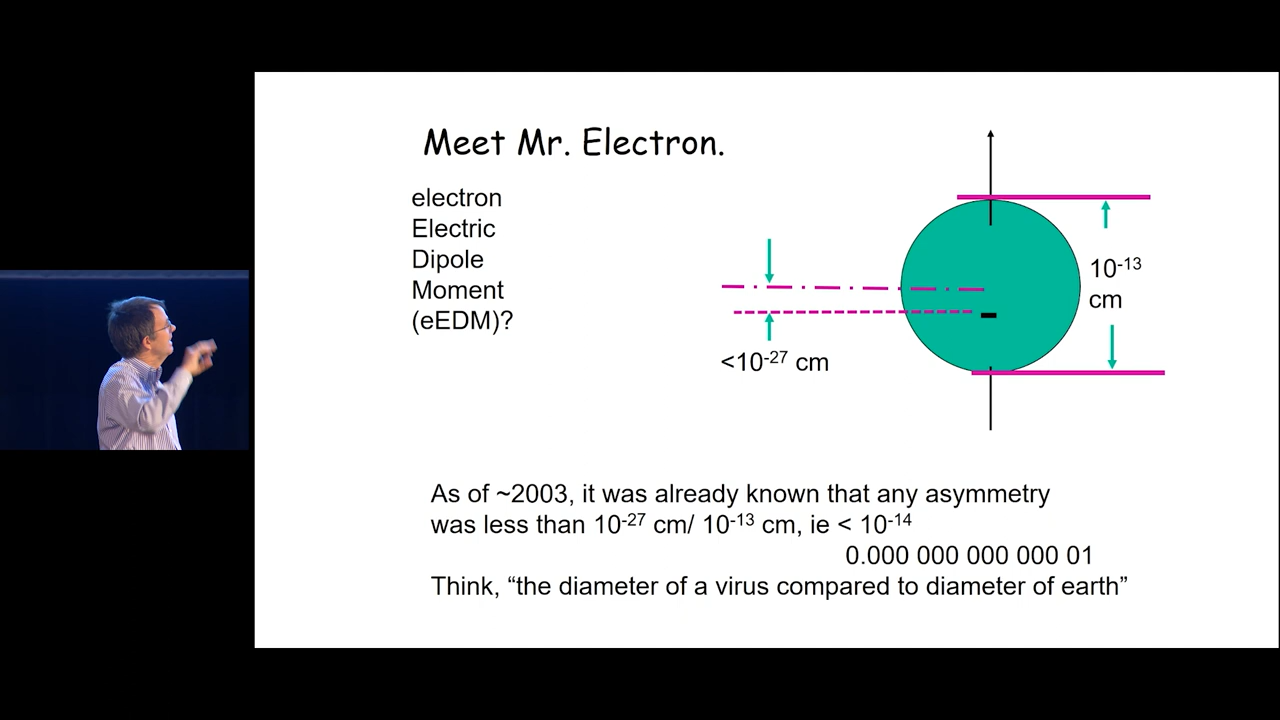 Meet Mr. Electron.
electron
Electric
Dipole
Moment
(eEDM)?
<10⁻²⁷ cm
10⁻¹³
cm
As of ~2003, it was already known that any asymmetry
was less than 10⁻²⁷ cm/ 10⁻¹³ cm, ie < 10⁻¹⁴
0.000 000 000 000 01
Think, “the diameter of a virus compared to diameter of earth”